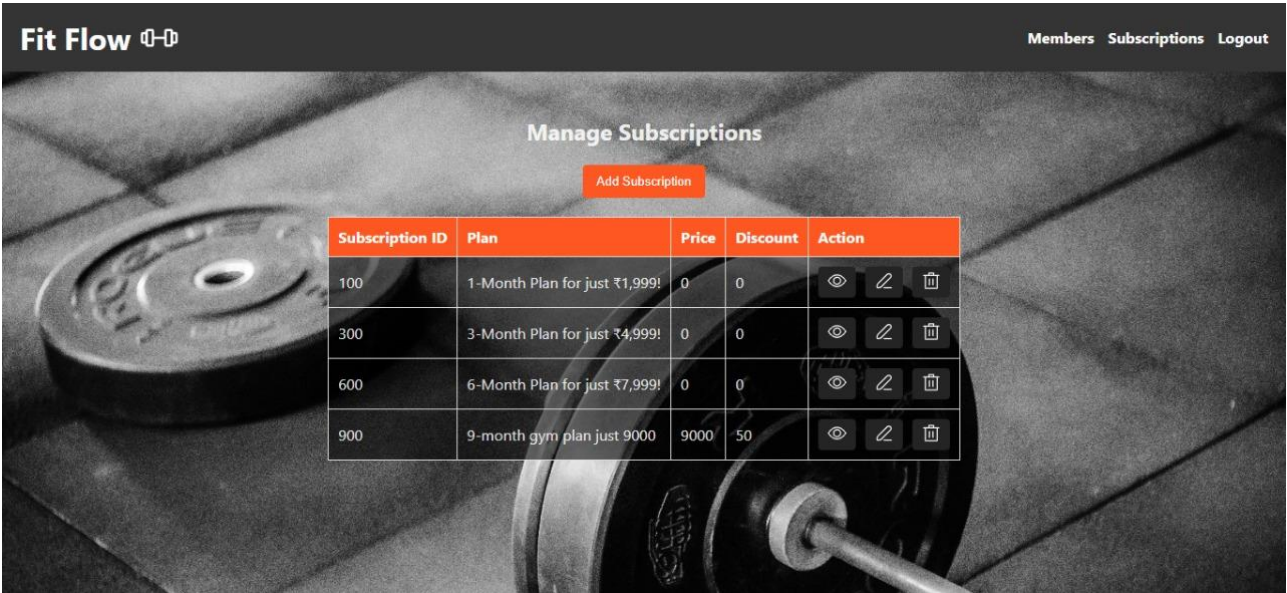 Fit Flow
Members Subscriptions Logout
Manage Subscriptions
Add Subscription
Subscription ID Plan Price Discount Action
100 1-Month Plan for just ₹1,999! 0 0
300 3-Month Plan for just ₹4,999! 0 0
600 6-Month Plan for just ₹7,999! 0 0
900 9-month gym plan just 9000 9000 50